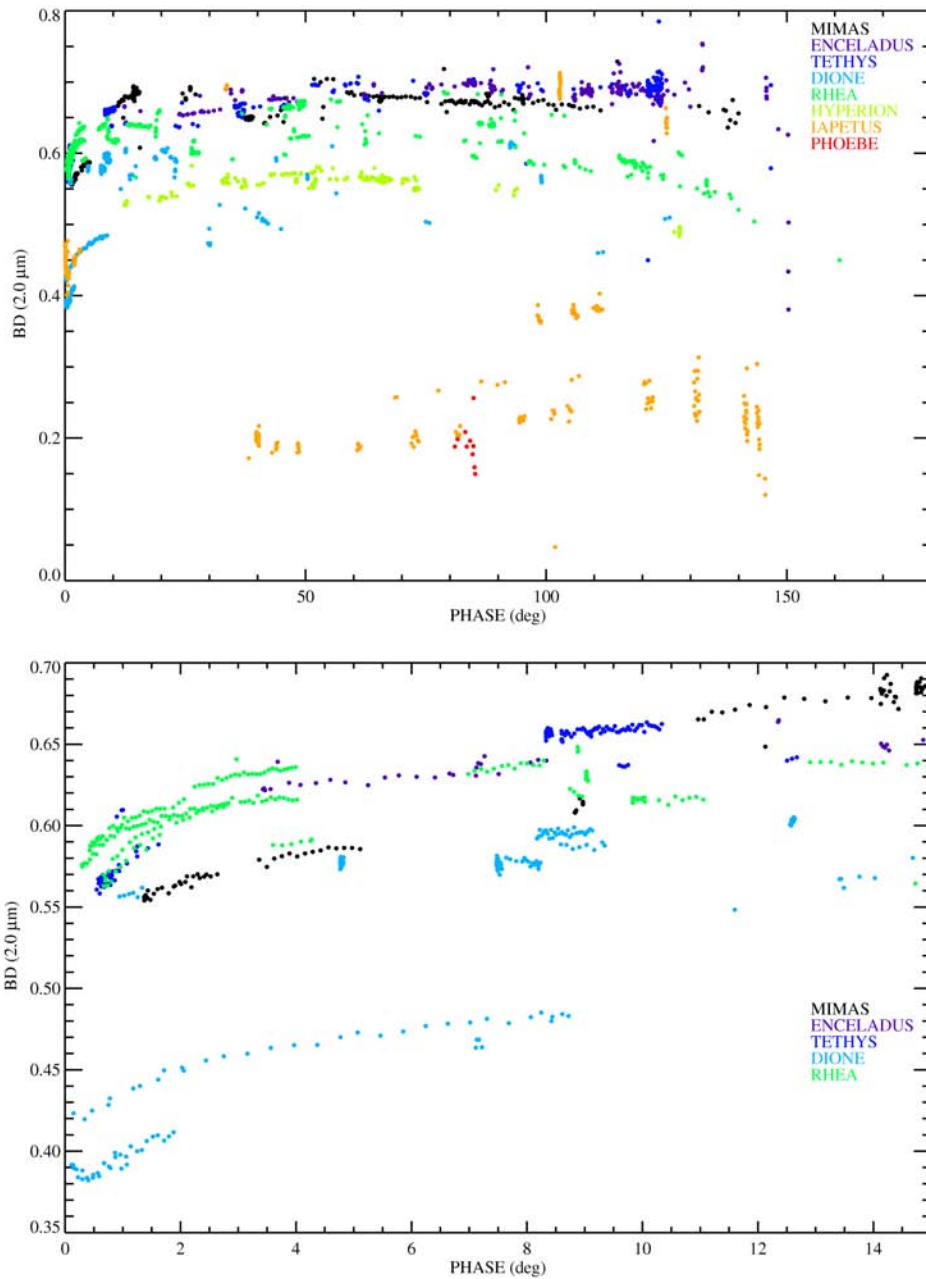 0.8
MIMAS
ENCELADUS
TETHYS
DIONE
RHEA
HYPERION
IAPETUS
PHOEBE
0.6
BD (2.0 μm)
0.4
0.2
0.0
0 50 100 150
PHASE (deg)
0.70
0.65
0.60
0.55
BD (2.0 μm)
0.50
MIMAS
ENCELADUS
TETHYS
DIONE
RHEA
0.45
0.40
0.35
0 2 4 6 8 10 12 14
PHASE (deg)